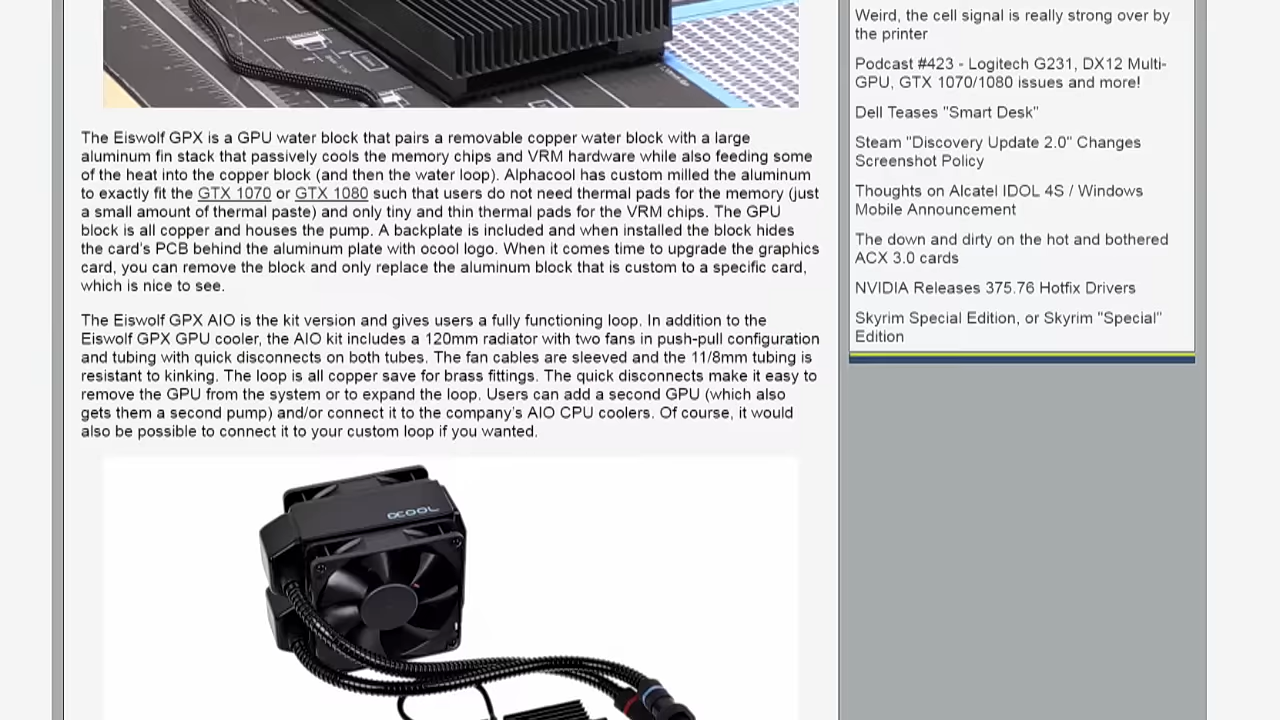 The Eiswolf GPX is a GPU water block that pairs a removable copper water block with a large
aluminum fin stack that passively cools the memory chips and VRM hardware while also feeding some
of the heat into the copper block (and then the water loop). Alphacool has custom milled the aluminum
to exactly fit the GTX 1070 or GTX 1080 such that users do not need thermal pads for the memory (just
a small amount of thermal paste) and only tiny and thin thermal pads for the VRM chips. The GPU
block is all copper and houses the pump. A backplate is included and when installed the block hides
the card's PCB behind the aluminum plate with ocool logo. When it comes time to upgrade the graphics
card, you can remove the block and only replace the aluminum block that is custom to a specific card,
which is nice to see.
The Eiswolf GPX AIO is the kit version and gives users a fully functioning loop. In addition to the
Eiswolf GPX GPU cooler, the AIO kit includes a 120mm radiator with two fans in push-pull configuration
and tubing with quick disconnects on both tubes. The fan cables are sleeved and the 11/8mm tubing is
resistant to kinking. The loop is all copper save for brass fittings. The quick disconnects make it easy to
remove the GPU from the system or to expand the loop. Users can add a second GPU (which also
gets them a second pump) and/or connect it to the company's AIO CPU coolers. Of course, it would
also be possible to connect it to your custom loop if you wanted.
OCOOL
Weird, the cell signal is really strong over by
the printer
Podcast #423 - Logitech G231, DX12 Multi-
GPU, GTX 1070/1080 issues and more!
Dell Teases "Smart Desk"
Steam "Discovery Update 2.0" Changes
Screenshot Policy
Thoughts on Alcatel IDOL 4S / Windows
Mobile Announcement
The down and dirty on the hot and bothered
ACX 3.0 cards
NVIDIA Releases 375.76 Hotfix Drivers
Skyrim Special Edition, or Skyrim "Special"
Edition